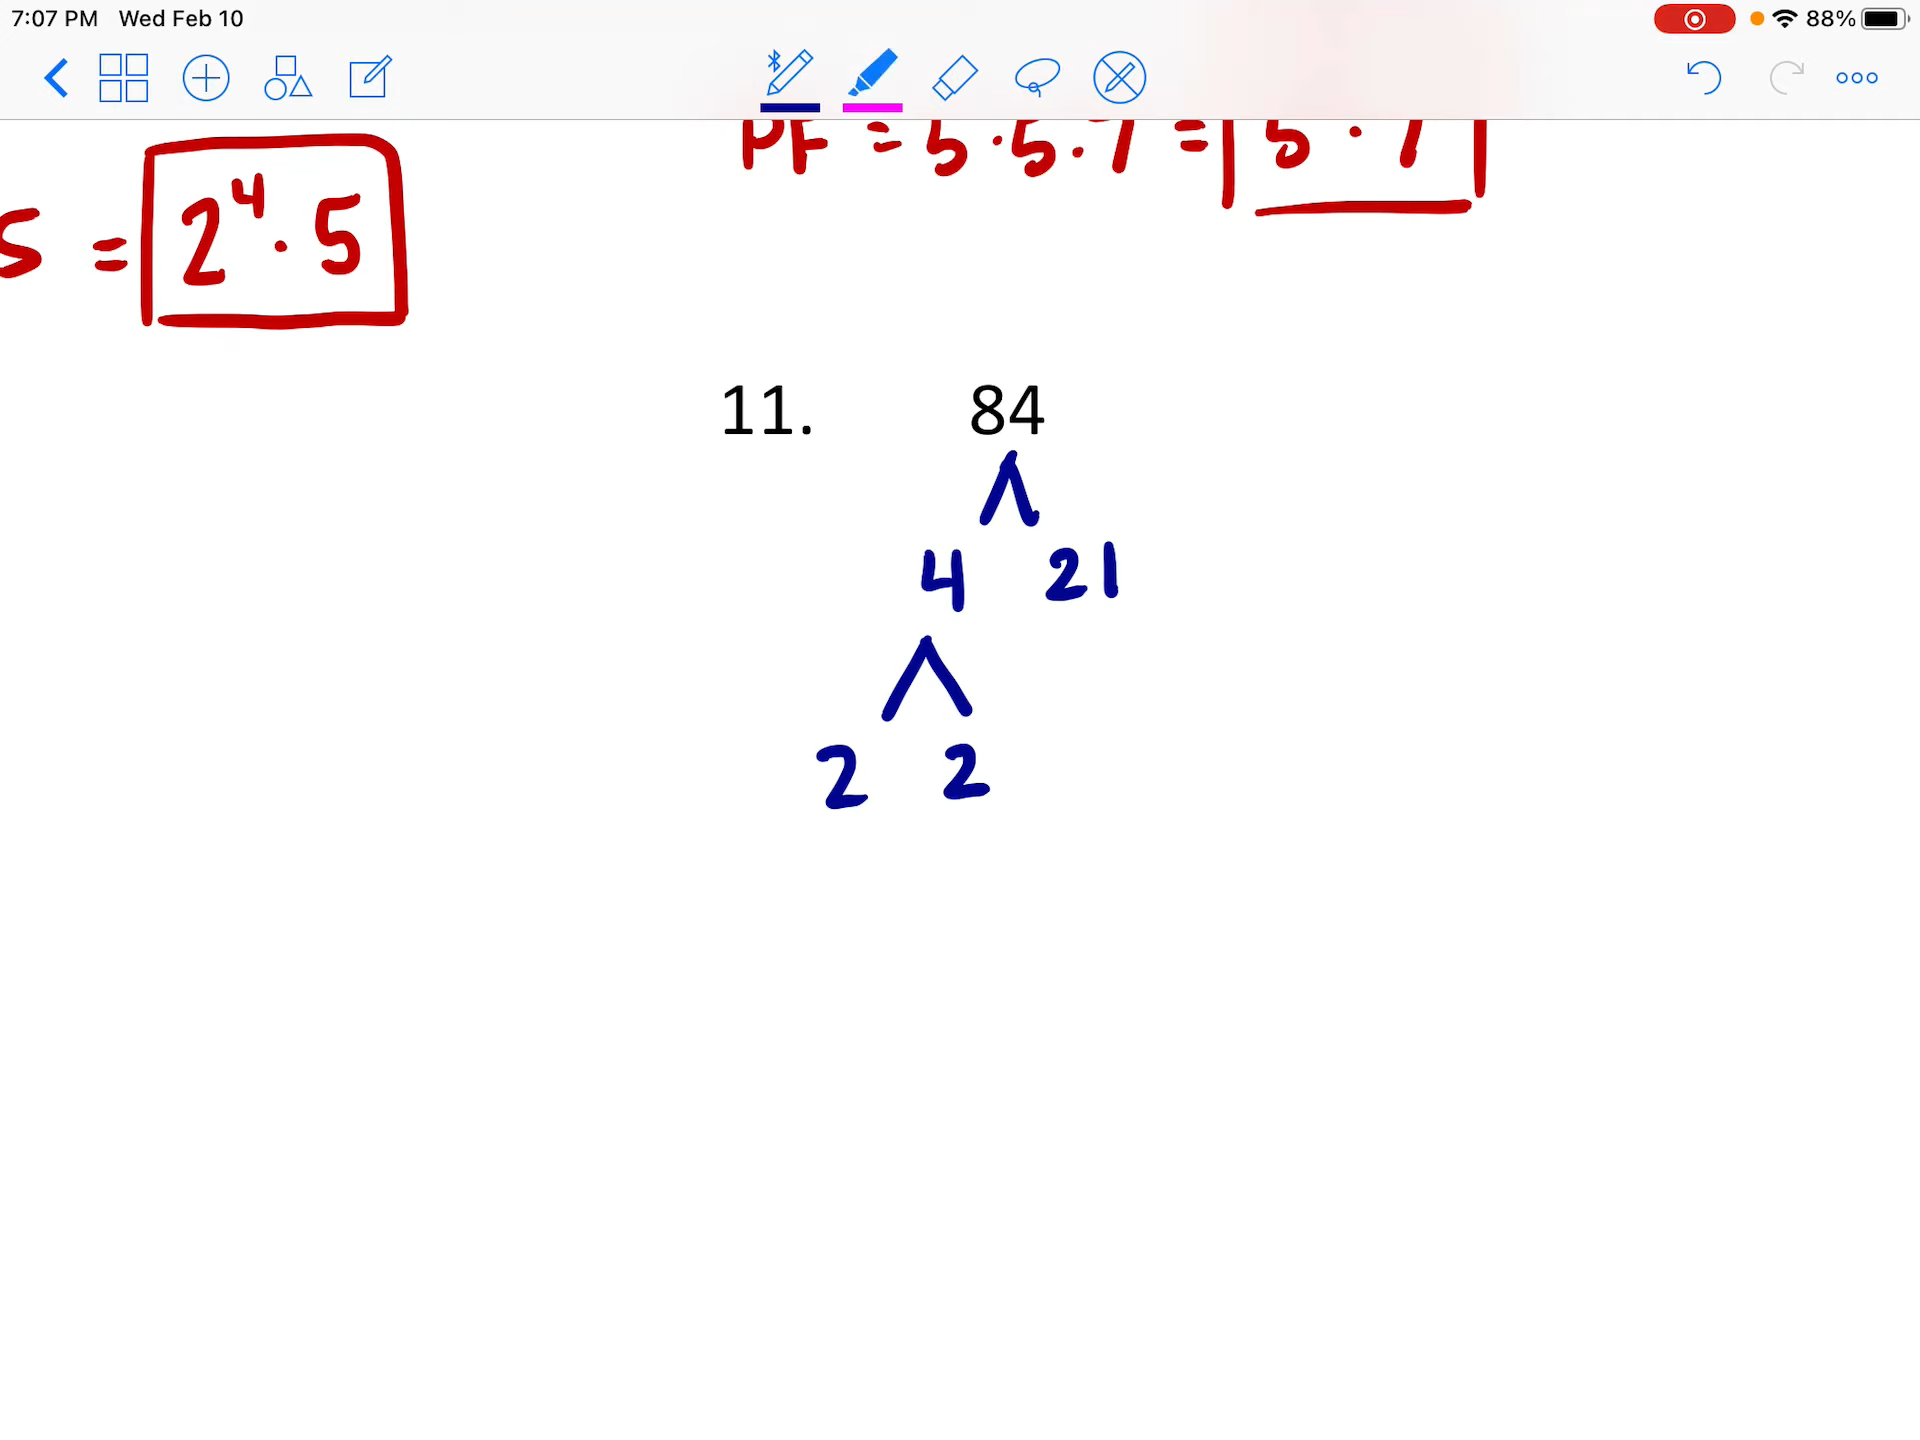 7:07 PM Wed Feb 10
88%
PF = 5 · 5 · 7 = 5 · 7
5 = 2⁴ · 5
11. 84
4 21
2 2